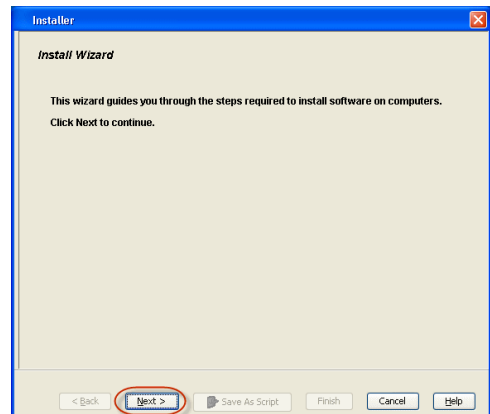 Installer
Install Wizard
This wizard guides you through the steps required to install software on computers.
Click Next to continue.
< Back
Next >
Save As Script
Finish
Cancel
Help